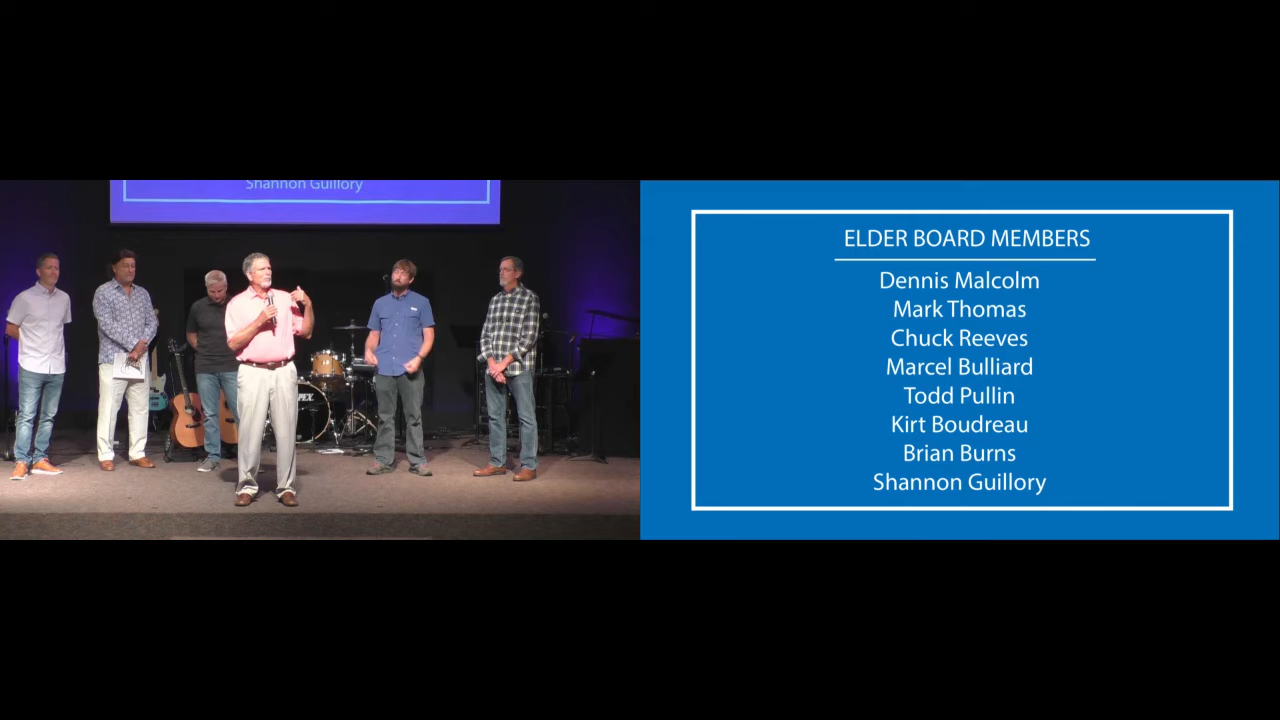 Shannon Guillory
ELDER BOARD MEMBERS
Dennis Malcolm
Mark Thomas
Chuck Reeves
Marcel Bulliard
Todd Pullin
Kirt Boudreau
Brian Burns
Shannon Guillory